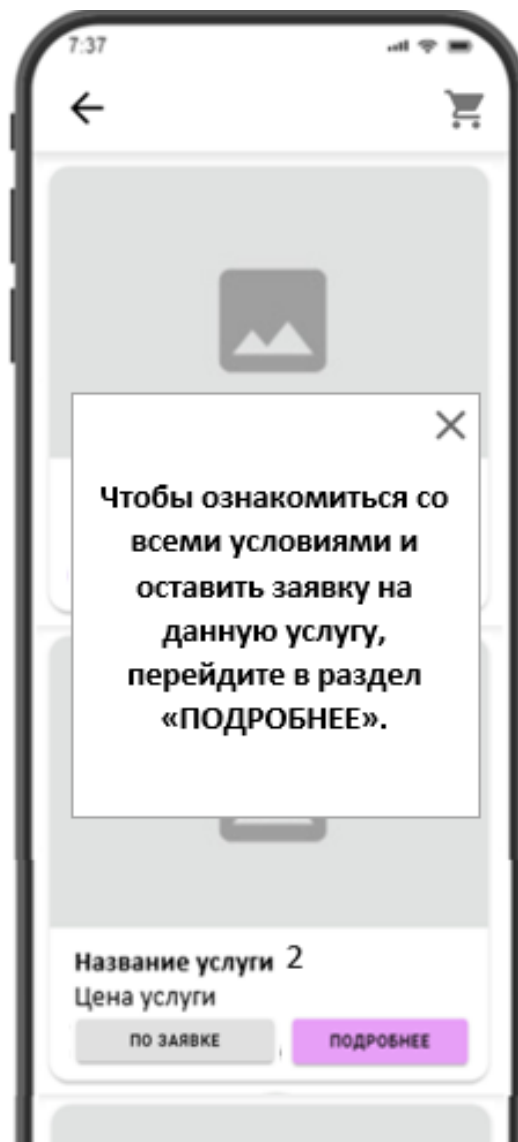 7:37
Чтобы ознакомиться со
всеми условиями и
оставить заявку на
данную услугу,
перейдите в раздел
«ПОДРОБНЕЕ».
Название услуги 2
Цена услуги
ПО ЗАЯВКЕ ПОДРОБНЕЕ